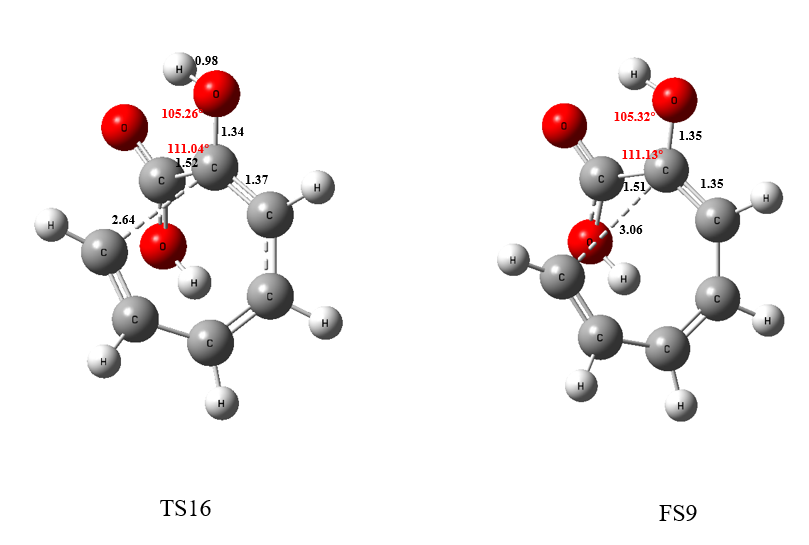 H 0.98 H
O O
105.26° 105.32°
O 1.34 O 1.35
111.04° 111.13°
C 1.52 C C 1.51 C
1.37 H 1.35 H
2.64 C 3.06 C
H C O H O
H C H C H
C C C C
H C H C C H
H H
H H
TS16 FS9